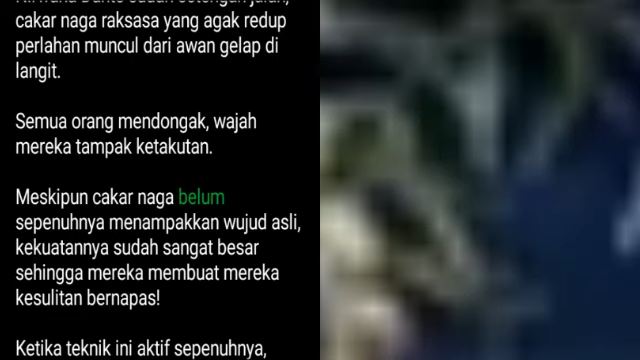 cakar naga raksasa yang agak redup
perlahan muncul dari awan gelap di
langit.
Semua orang mendongak, wajah
mereka tampak ketakutan.
Meskipun cakar naga belum
sepenuhnya menampakkan wujud asli,
kekuatannya sudah sangat besar
sehingga mereka membuat mereka
kesulitan bernapas!
Ketika teknik ini aktif sepenuhnya,